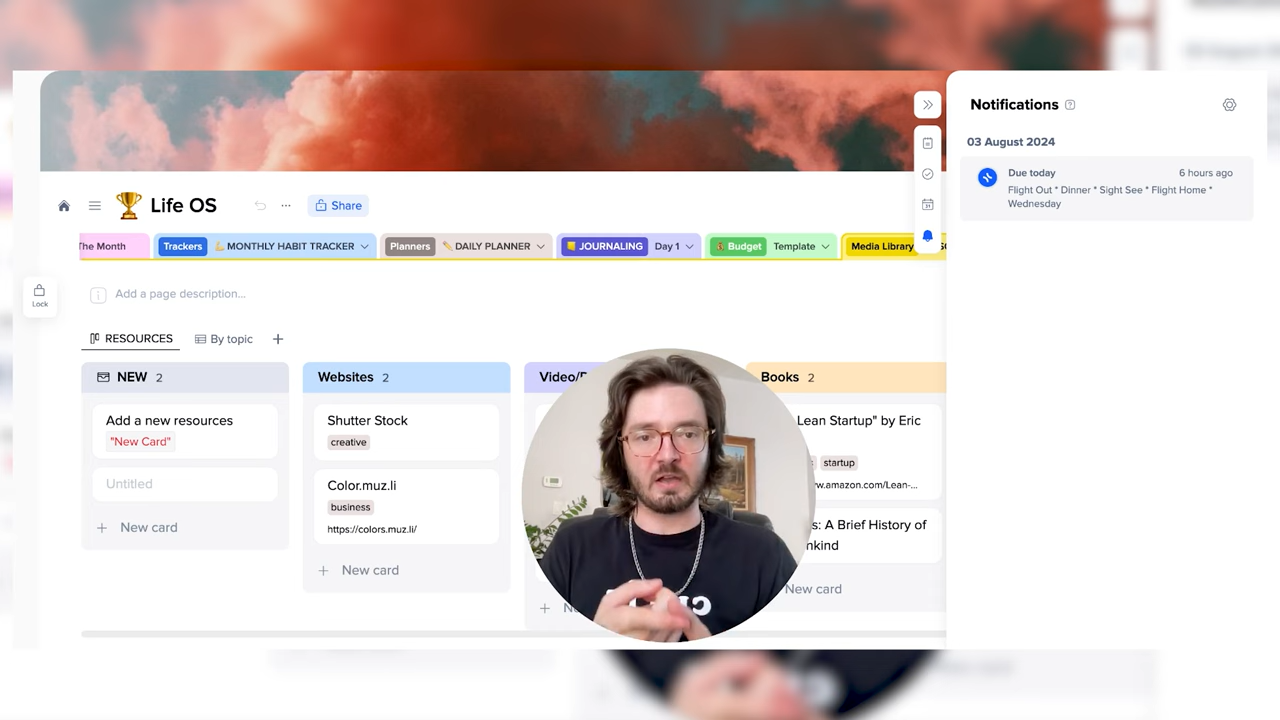 Life OS
Share
The Month
Trackers
MONTHLY HABIT TRACKER
Planners
DAILY PLANNER
JOURNALING
Day 1
Budget
Template
Media Library
Lock
Add a page description...
RESOURCES
By topic
NEW 2
Add a new resources
"New Card"
Untitled
New card
Websites 2
Shutter Stock
creative
Color.muz.li
business
https://colors.muz.li/
New card
Books 2
Lean Startup" by Eric
startup
.amazon.com/Lean-...
s: A Brief History of
New card
Notifications
03 August 2024
Due today
6 hours ago
Flight Out * Dinner * Sight See * Flight Home *
Wednesday